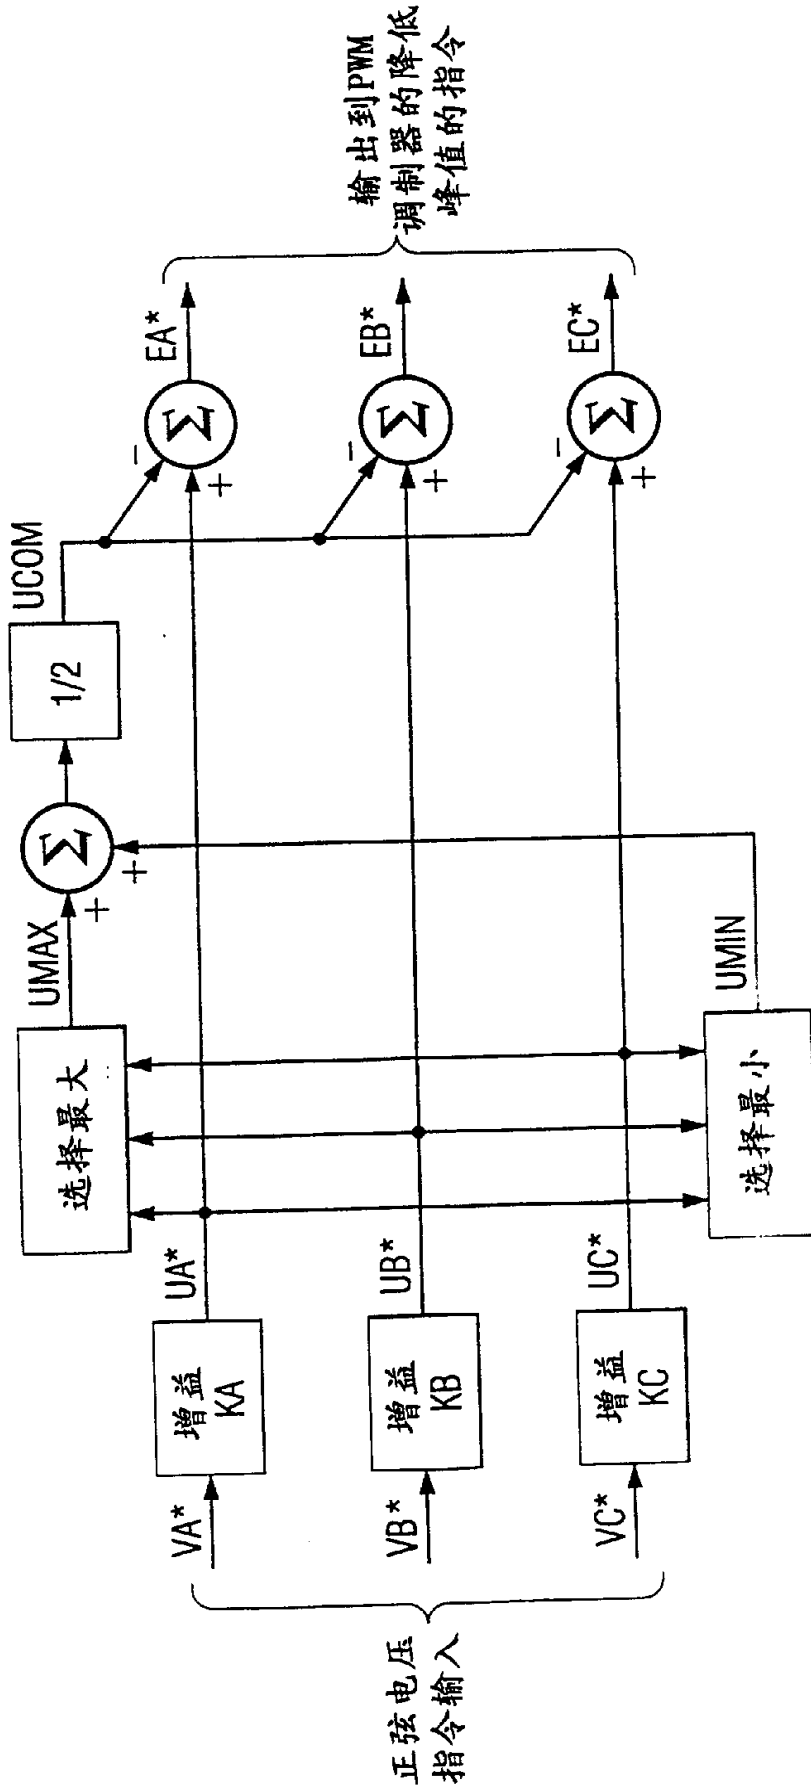 正弦电压
指令输入
VA*
VB*
VC*
增益
KA
增益
KB
增益
KC
UA*
UB*
UC*
选择最大
选择最小
UMAX
UMIN
+
+
Σ
1/2
UCOM
-
+
Σ
-
+
Σ
-
+
Σ
EA*
EB*
EC*
输出到PWM
调制器的降低
峰值的指令